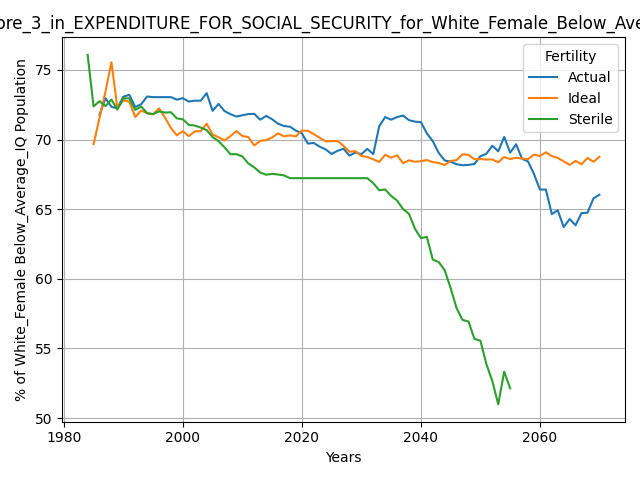 ore_3_in_EXPENDITURE_FOR_SOCIAL_SECURITY_for_White_Female_Below_Ave
% of White_Female Below_Average_IQ Population
75
70
65
60
55
50
1980
2000
2020
2040
2060
Years
Fertility
Actual
Ideal
Sterile